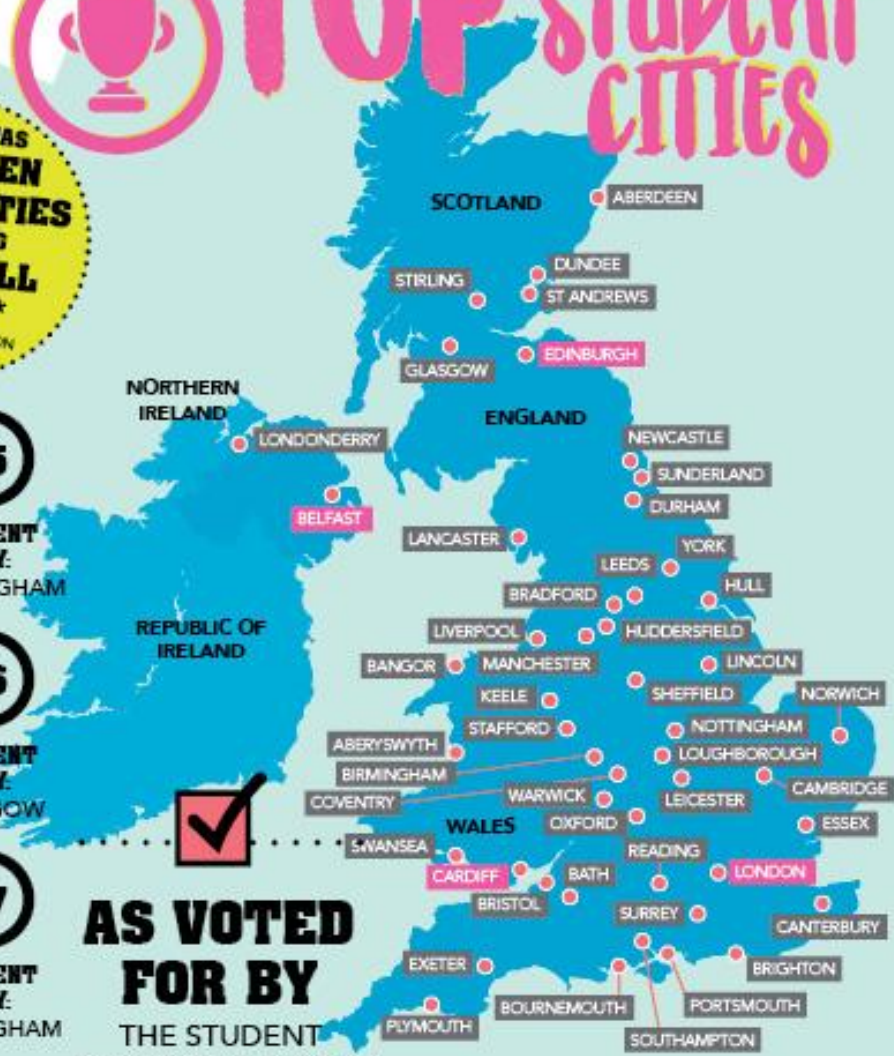 TOP STUDENT
CITIES
SCOTLAND
ABERDEEN
DUNDEE
STIRLING
ST ANDREWS
GLASGOW
EDINBURGH
NORTHERN
IRELAND
ENGLAND
LONDONDERRY
NEWCASTLE
SUNDERLAND
DURHAM
BELFAST
LANCASTER
YORK
LEEDS
HULL
BRADFORD
REPUBLIC OF
IRELAND
LIVERPOOL
HUDDERSFIELD
BANGOR
MANCHESTER
LINCOLN
KEELE
SHEFFIELD
NORWICH
STAFFORD
NOTTINGHAM
ABERYSWYTH
LOUGHBOROUGH
BIRMINGHAM
CAMBRIDGE
COVENTRY
WARWICK
LEICESTER
WALES
OXFORD
ESSEX
SWANSEA
READING
CARDIFF
BATH
LONDON
BRISTOL
SURREY
CANTERBURY
EXETER
BRIGHTON
BOURNEMOUTH
PORTSMOUTH
PLYMOUTH
SOUTHAMPTON
AS VOTED
FOR BY
THE STUDENT